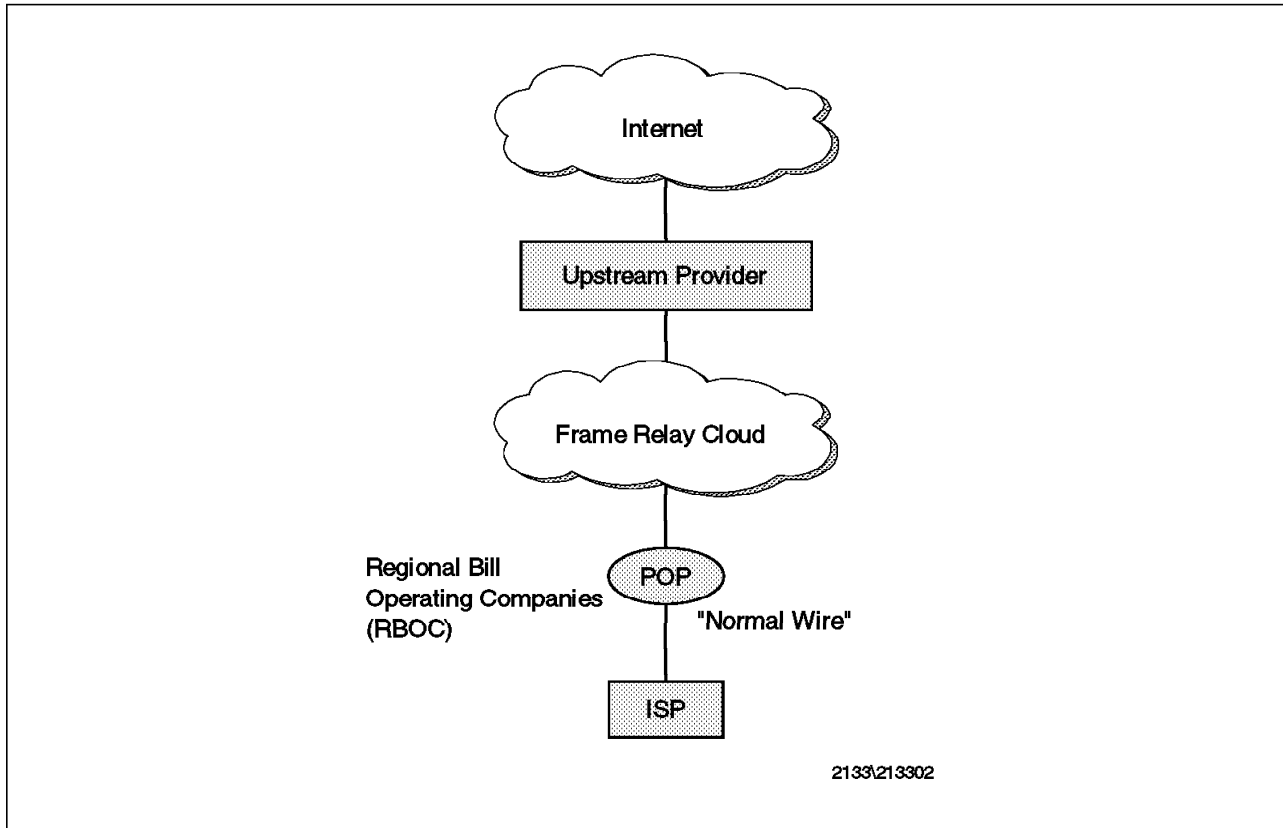 Internet
Upstream Provider
Frame Relay Cloud
Regional Bill
Operating Companies
(RBOC)
POP
"Normal Wire"
ISP
2133\213302